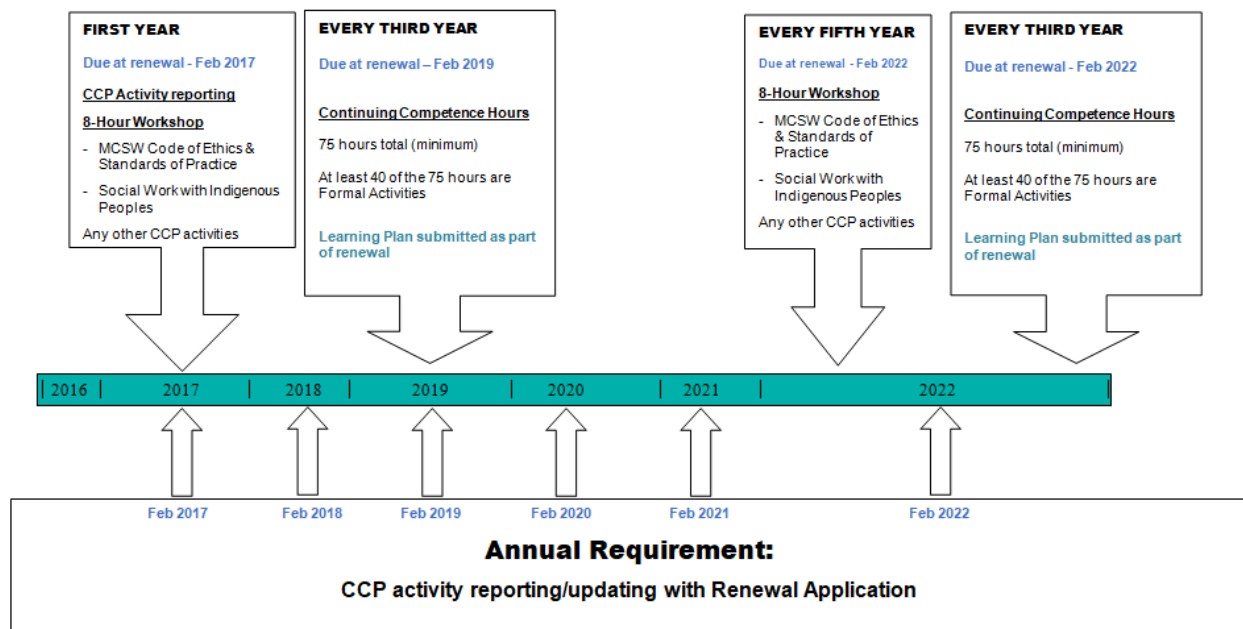 FIRST YEAR
Due at renewal - Feb 2017
CCP Activity reporting
8-Hour Workshop
- MCSW Code of Ethics &
Standards of Practice
- Social Work with Indigenous
Peoples
Any other CCP activities
EVERY THIRD YEAR
Due at renewal – Feb 2019
Continuing Competence Hours
75 hours total (minimum)
At least 40 of the 75 hours are
Formal Activities
Learning Plan submitted as part
of renewal
EVERY FIFTH YEAR
Due at renewal - Feb 2022
8-Hour Workshop
- MCSW Code of Ethics
& Standards of
Practice
- Social Work with
Indigenous Peoples
Any other CCP activities
EVERY THIRD YEAR
Due at renewal - Feb 2022
Continuing Competence Hours
75 hours total (minimum)
At least 40 of the 75 hours are
Formal Activities
Learning Plan submitted as part
of renewal
| 2016 | 2017 | 2018 | 2019 | 2020 | 2021 | 2022 |
Feb 2017 Feb 2018 Feb 2019 Feb 2020 Feb 2021 Feb 2022
Annual Requirement:
CCP activity reporting/updating with Renewal Application